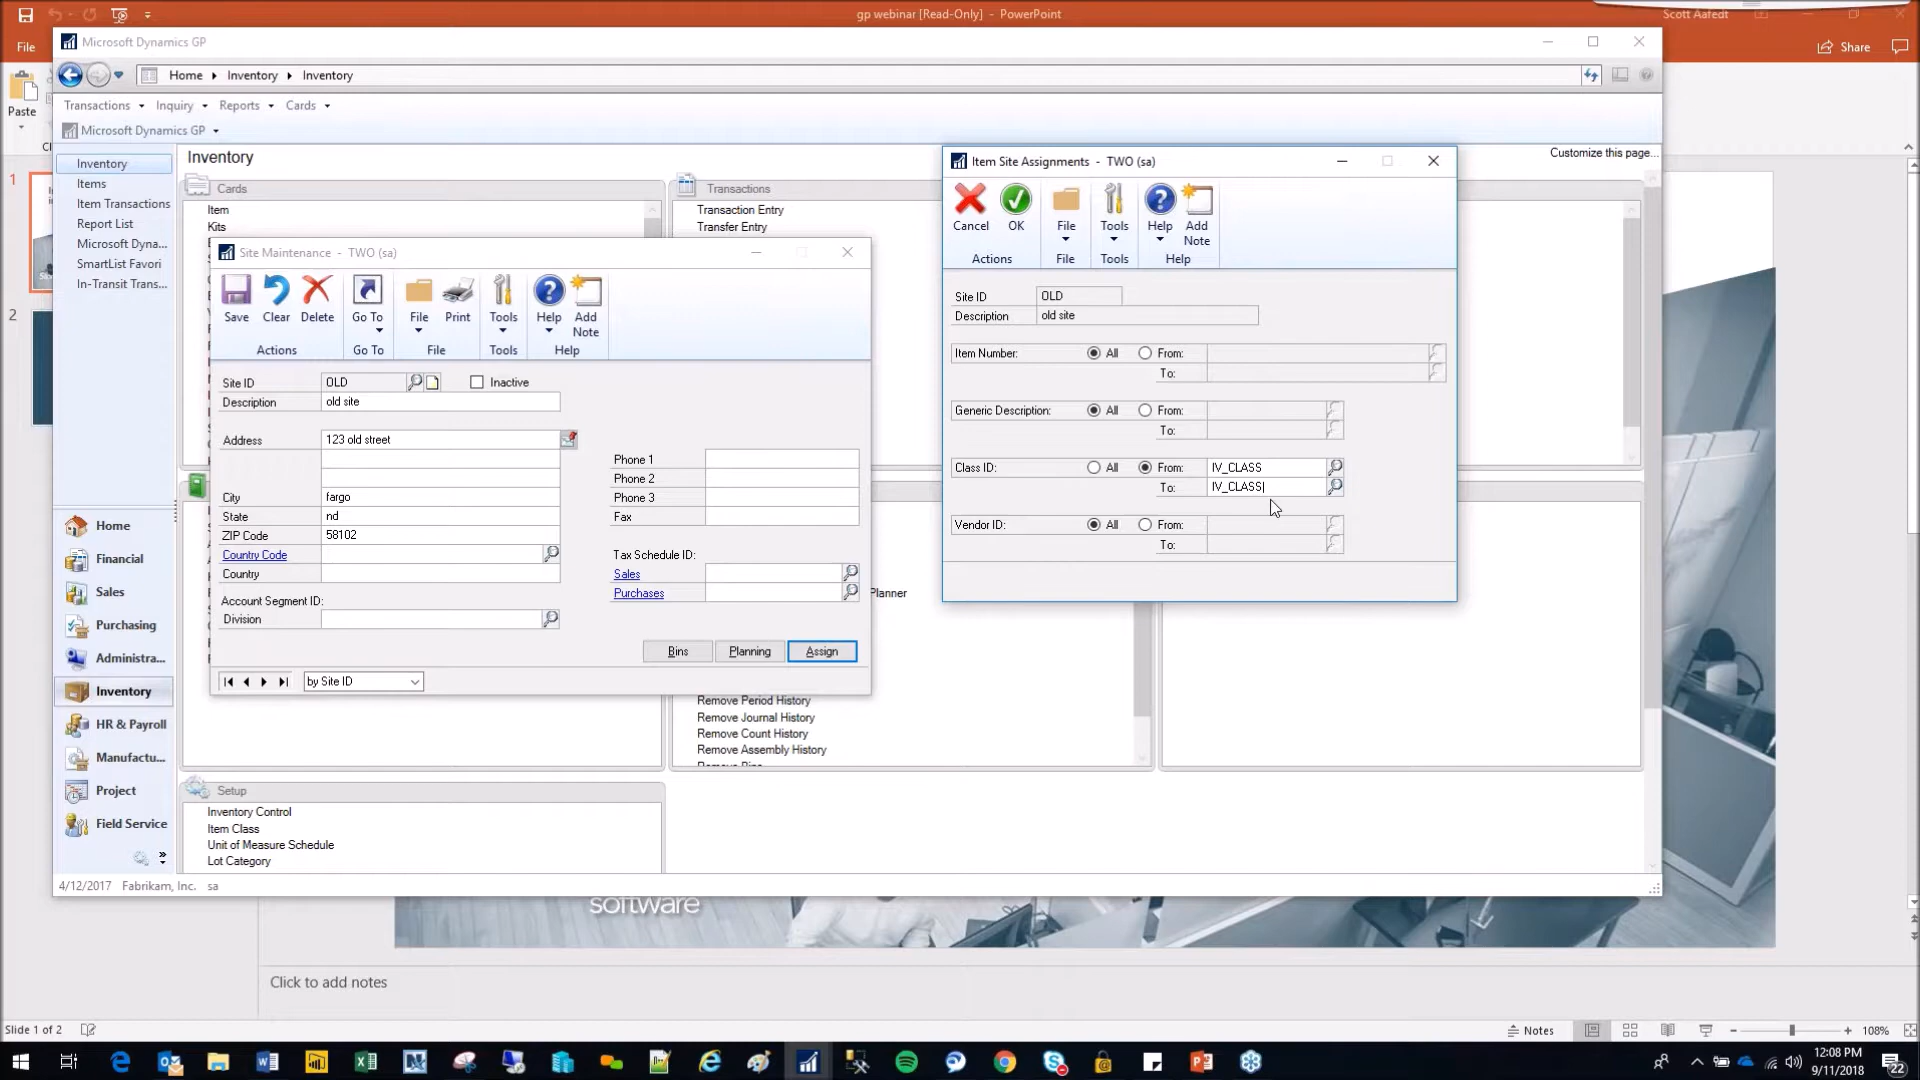 gp webinar [Read-Only] - PowerPoint
Scott Aafedt
File
Share
Paste
Microsoft Dynamics GP
Home Inventory Inventory
Transactions Inquiry Reports Cards
Microsoft Dynamics GP
Inventory
Items
Item Transactions
Report List
Microsoft Dyna...
SmartList Favori
In-Transit Trans...
Home
Financial
Sales
Purchasing
Administra...
Inventory
HR & Payroll
Manufactu...
Project
Field Service
Inventory
Customize this page...
Cards
Item
Kits
Transactions
Transaction Entry
Transfer Entry
Site Maintenance - TWO (sa)
Save Clear Delete Go To File Print Tools Help Add Note
Actions Go To File Tools Help
Site ID OLD Inactive
Description old site
Address 123 old street
City fargo
State nd
ZIP Code 58102
Country Code
Country
Account Segment ID:
Division
Phone 1
Phone 2
Phone 3
Fax
Tax Schedule ID:
Sales
Purchases
Bins Planning Assign
by Site ID
Planner
Item Site Assignments - TWO (sa)
Cancel OK File Tools Help Add Note
Actions File Tools Help
Site ID OLD
Description old site
Item Number: All From:
To:
Generic Description: All From:
To:
Class ID: All From: IV_CLASS
To: IV_CLASS
Vendor ID: All From:
To:
Remove Period History
Remove Journal History
Remove Count History
Remove Assembly History
Setup
Inventory Control
Item Class
Unit of Measure Schedule
Lot Category
4/12/2017 Fabrikam, Inc. sa
software
1
2
Click to add notes
Slide 1 of 2
Notes
108%
12:08 PM
9/11/2018
22